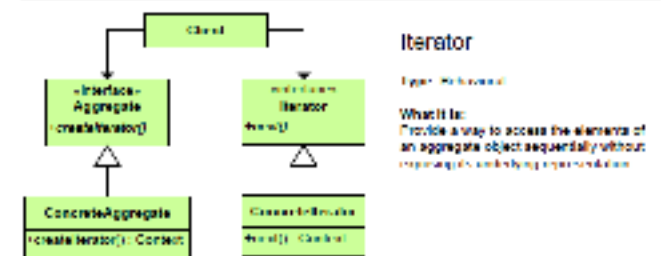 Client
«interface»
Aggregate
+createIterator()
«interface»
Iterator
+next()
ConcreteAggregate
+createIterator() : Context
ConcreteIterator
+next() : Context
Iterator
Type: Behavioral
What it is:
Provide a way to access the elements of
an aggregate object sequentially without
exposing its underlying representation.